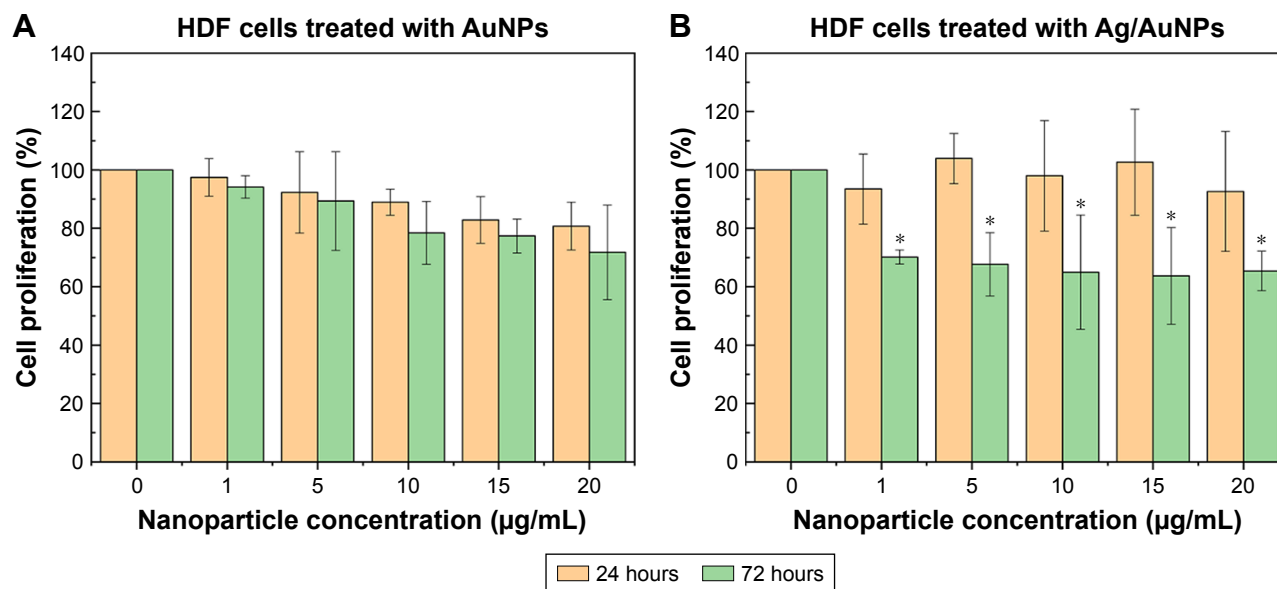 A
HDF cells treated with AuNPs
140
120
100
80
60
40
20
0
Cell proliferation (%)
0 1 5 10 15 20
Nanoparticle concentration (µg/mL)
B
HDF cells treated with Ag/AuNPs
140
120
100
80
60
40
20
0
Cell proliferation (%)
* * * * *
0 1 5 10 15 20
Nanoparticle concentration (µg/mL)
24 hours 72 hours